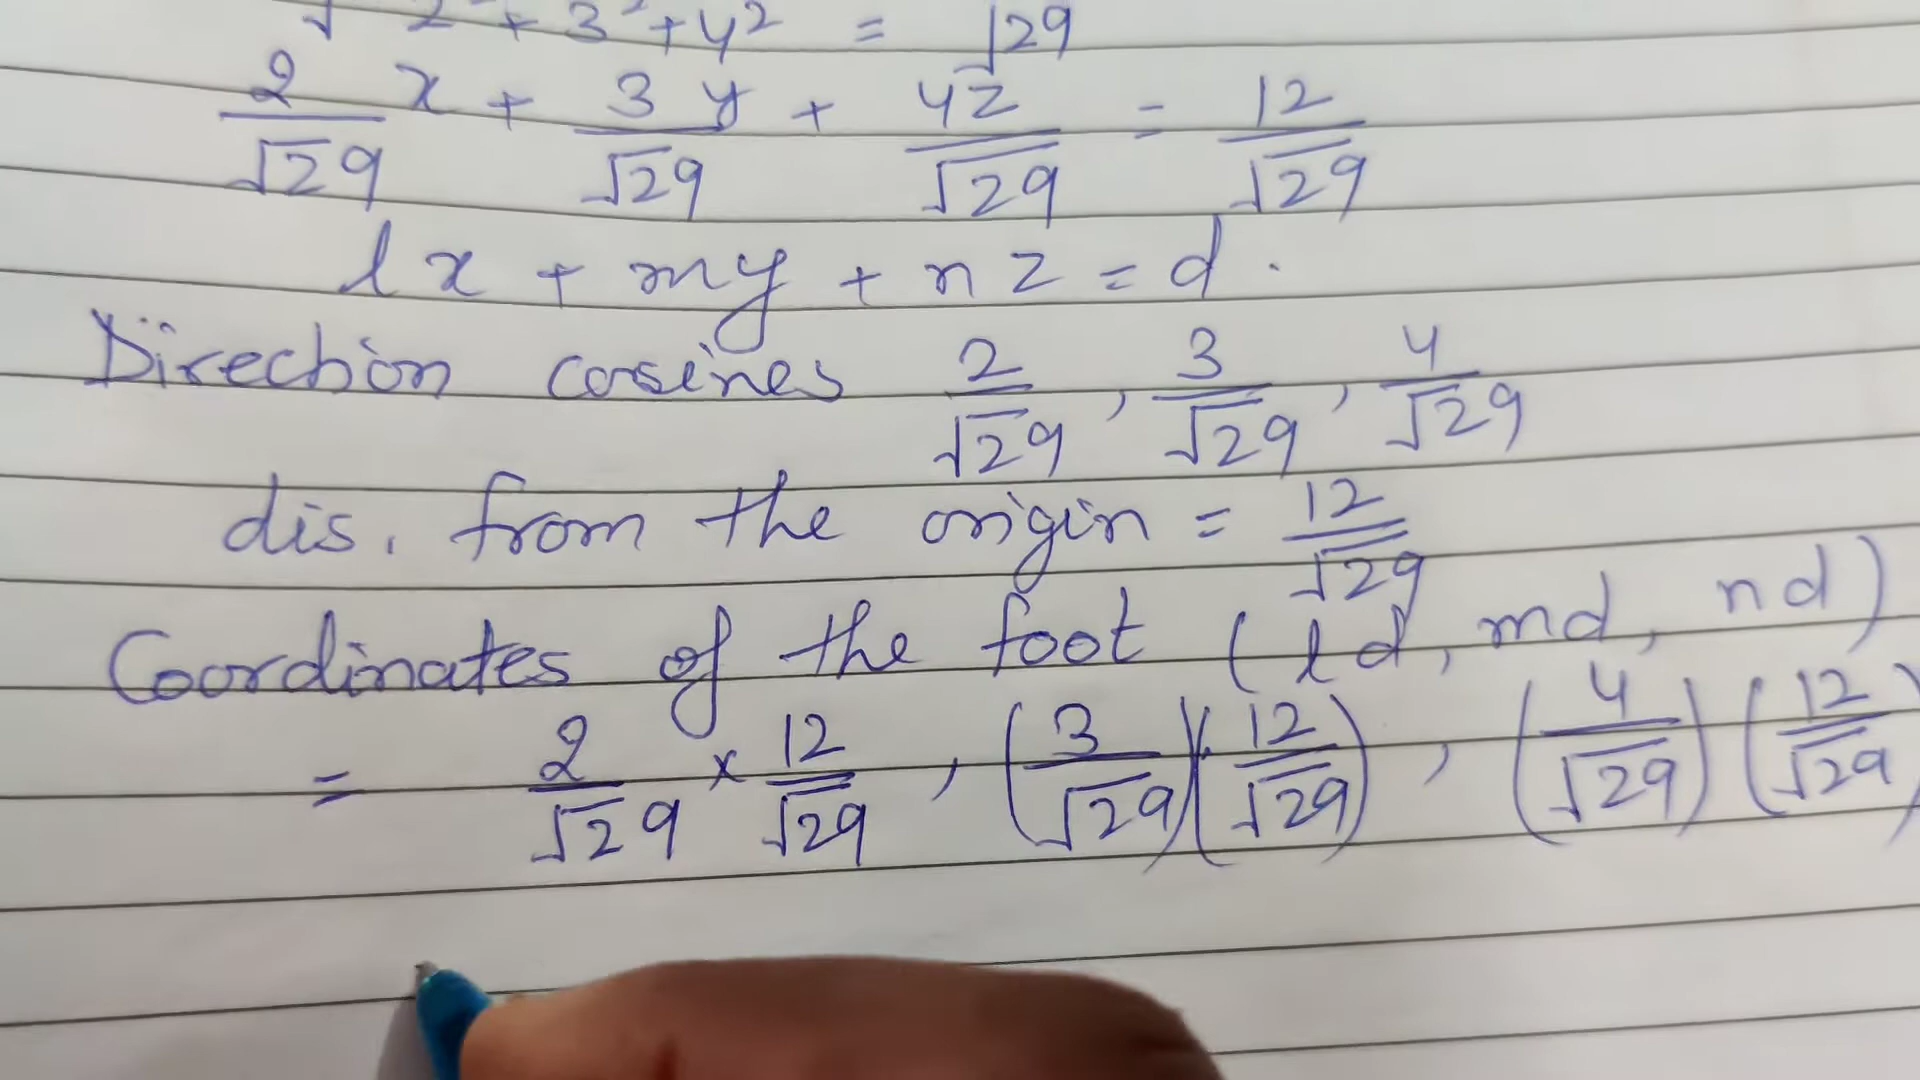 √2²+3²+4² = √29
2/√29 x + 3y/√29 + 4z/√29 = 12/√29
lx + my + nz = d.
Direction cosines 2/√29, 3/√29, 4/√29
dis. from the origin = 12/√29
Coordinates of the foot (ld, md, nd)
= 2/√29 × 12/√29, (3/√29)(12/√29), (4/√29)(12/√29)